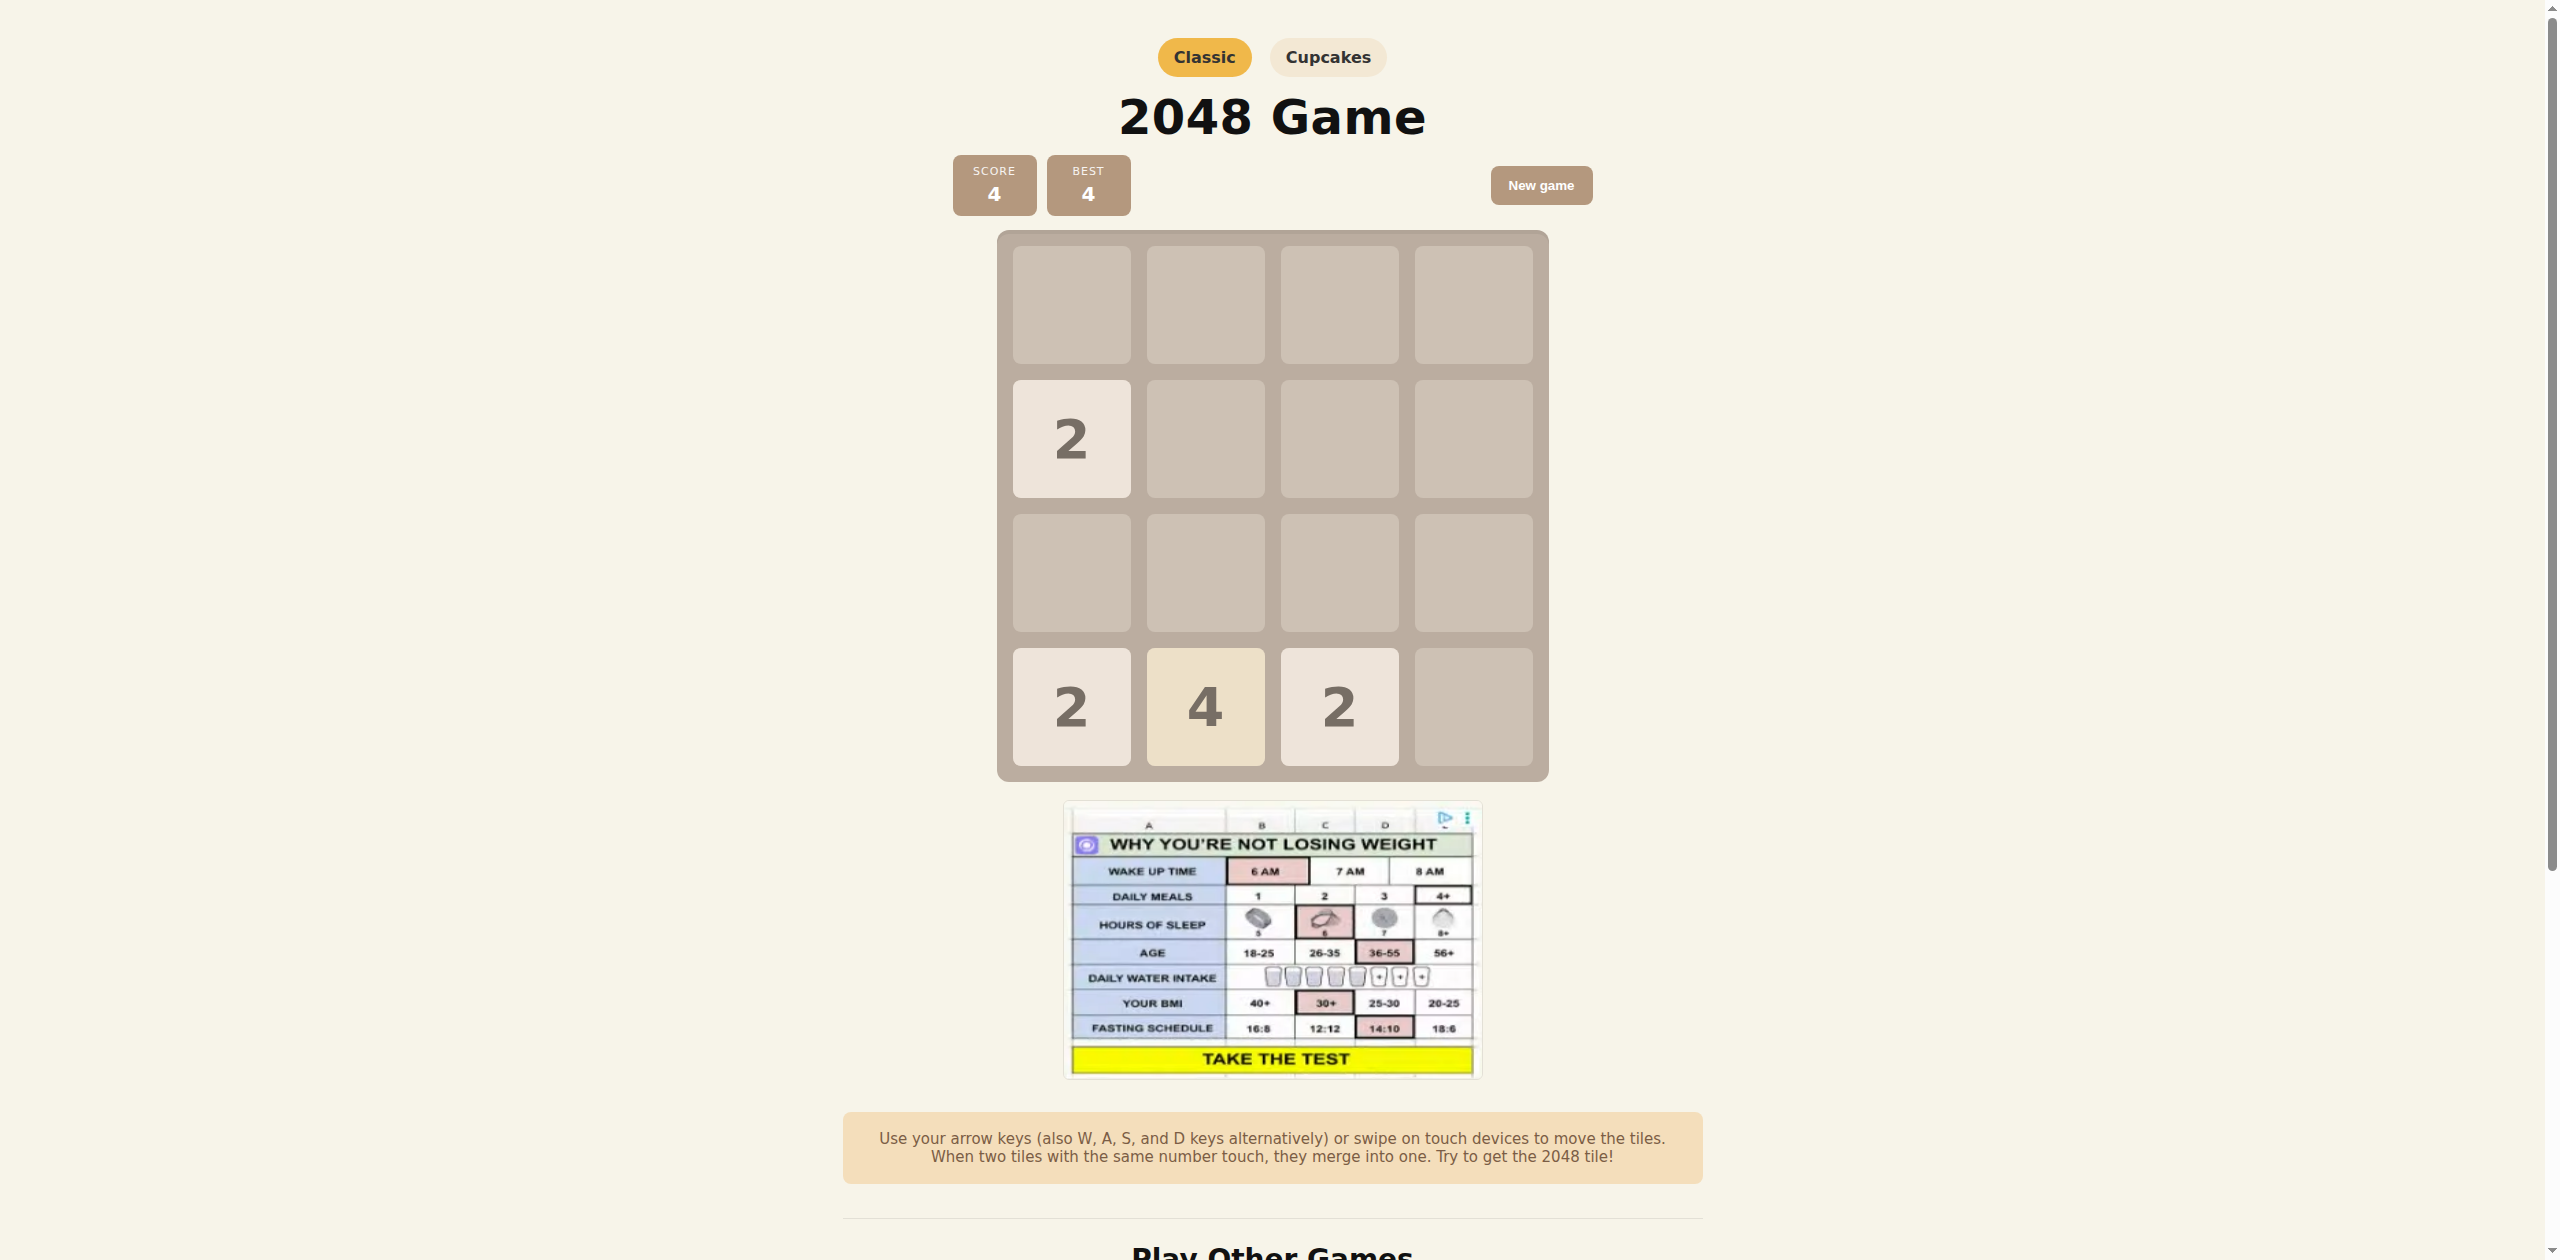 Classic Cupcakes
2048 Game
SCORE BEST
4 4
New game
2
2 4 2
A B C D
WHY YOU'RE NOT LOSING WEIGHT
WAKE UP TIME 6 AM 7 AM 8 AM
DAILY MEALS 1 2 3 4+
HOURS OF SLEEP 5 6 7 8+
AGE 18-25 26-35 36-55 56+
DAILY WATER INTAKE
YOUR BMI 40+ 30+ 25-30 20-25
FASTING SCHEDULE 16:8 12:12 14:10 18:6
TAKE THE TEST
Use your arrow keys (also W, A, S, and D keys alternatively) or swipe on touch devices to move the tiles.
When two tiles with the same number touch, they merge into one. Try to get the 2048 tile!
Play Other Games